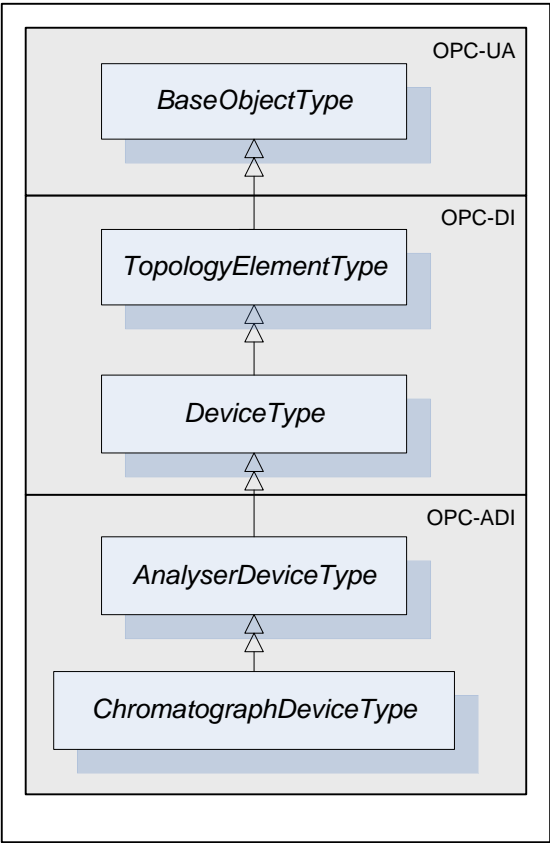 OPC-UA
BaseObjectType
OPC-DI
TopologyElementType
DeviceType
OPC-ADI
AnalyserDeviceType
ChromatographDeviceType